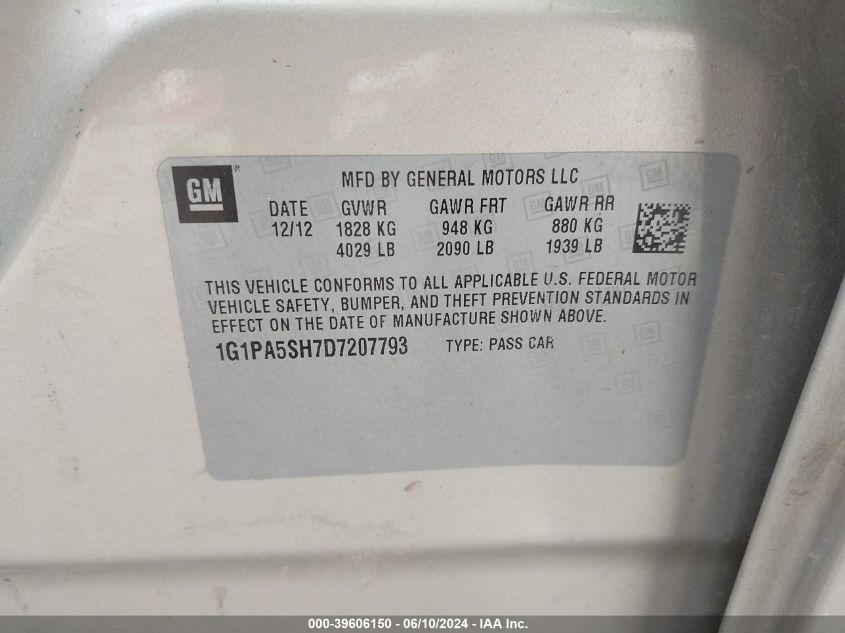 GM
MFD BY GENERAL MOTORS LLC
DATE GVWR GAWR FRT GAWR RR
12/12 1828 KG 948 KG 880 KG
4029 LB 2090 LB 1939 LB
THIS VEHICLE CONFORMS TO ALL APPLICABLE U.S. FEDERAL MOTOR
VEHICLE SAFETY, BUMPER, AND THEFT PREVENTION STANDARDS IN
EFFECT ON THE DATE OF MANUFACTURE SHOWN ABOVE.
1G1PA5SH7D7207793 TYPE: PASS CAR
000-39606150 - 06/10/2024 - IAA Inc.